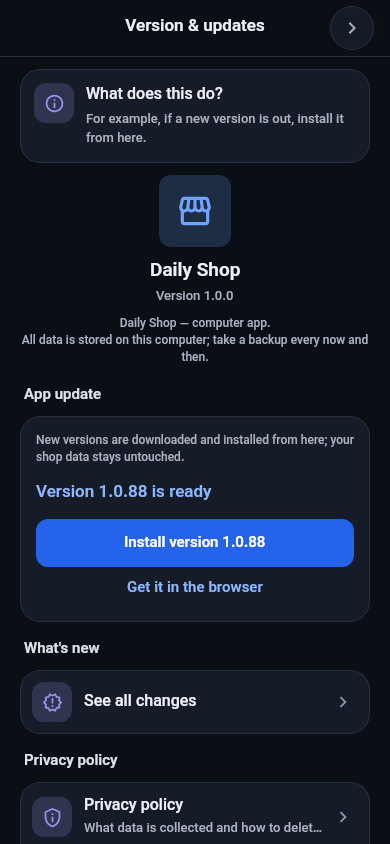 Version & updates
What does this do?
For example, if a new version is out, install it
from here.
Daily Shop
Version 1.0.0
Daily Shop — computer app.
All data is stored on this computer; take a backup every now and
then.
App update
New versions are downloaded and installed from here; your
shop data stays untouched.
Version 1.0.88 is ready
Install version 1.0.88
Get it in the browser
What's new
See all changes
Privacy policy
Privacy policy
What data is collected and how to delet...